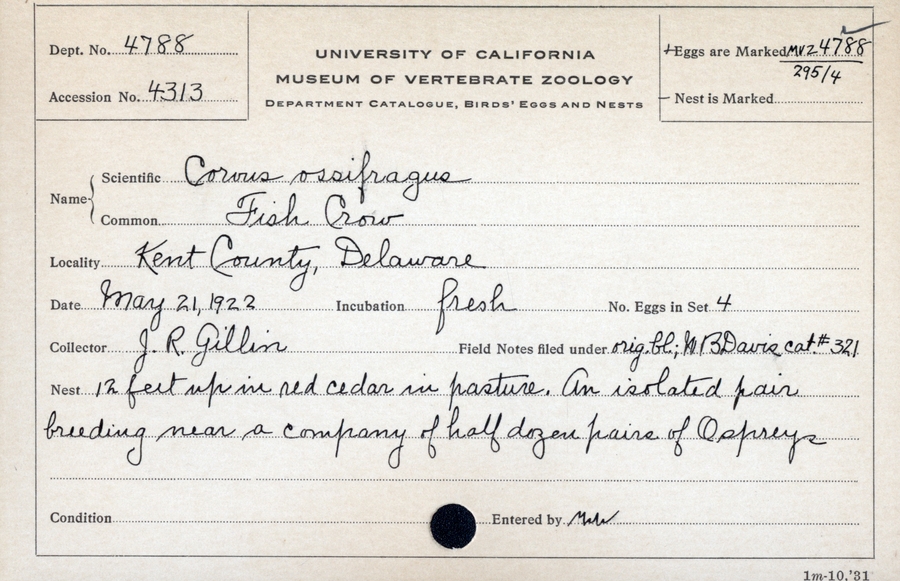 Dept. No. 4788
Accession No. 4313
UNIVERSITY OF CALIFORNIA
MUSEUM OF VERTEBRATE ZOOLOGY
DEPARTMENT CATALOGUE, BIRDS' EGGS AND NESTS
Eggs are Marked MVZ 4788
295/4
Nest is Marked
Name
Scientific Corvus ossifragus
Common Fish Crow
Locality Kent County, Delaware
Date May 21, 1922 Incubation fresh No. Eggs in Set 4
Collector J. R. Gillin Field Notes filed under orig. bl; Davis cat # 321
Nest 12 feet up in red cedar in pasture. An isolated pair
breeding near a company of half dozen pairs of Ospreys
Condition Entered by
1m-10,'31